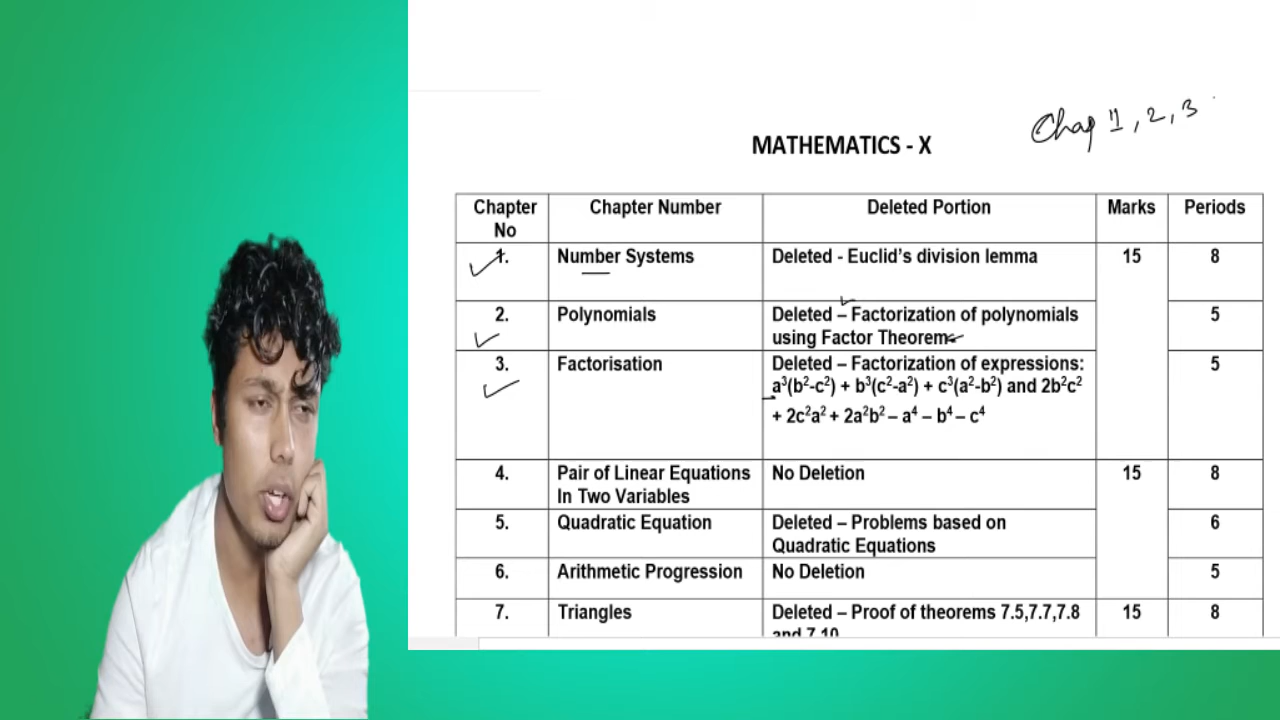 Chap 1, 2, 3
MATHEMATICS - X
Chapter No
Chapter Number
Deleted Portion
Marks
Periods
1.
Number Systems
Deleted - Euclid's division lemma
15
8
2.
Polynomials
Deleted – Factorization of polynomials
using Factor Theorem
5
3.
Factorisation
Deleted – Factorization of expressions:
a³(b²-c²) + b³(c²-a²) + c³(a²-b²) and 2b²c²
+ 2c²a² + 2a²b² – a⁴ – b⁴ – c⁴
5
4.
Pair of Linear Equations
In Two Variables
No Deletion
15
8
5.
Quadratic Equation
Deleted – Problems based on
Quadratic Equations
6
6.
Arithmetic Progression
No Deletion
5
7.
Triangles
Deleted – Proof of theorems 7.5,7.7,7.8
and 7.10
15
8